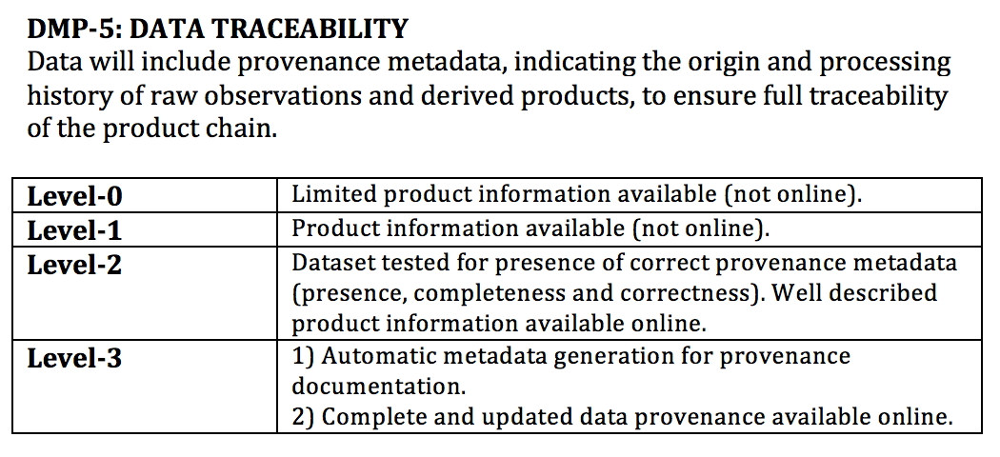 DMP-5: DATA TRACEABILITY
Data will include provenance metadata, indicating the origin and processing
history of raw observations and derived products, to ensure full traceability
of the product chain.
Level-0 Limited product information available (not online).
Level-1 Product information available (not online).
Level-2 Dataset tested for presence of correct provenance metadata
(presence, completeness and correctness). Well described
product information available online.
Level-3 1) Automatic metadata generation for provenance
documentation.
2) Complete and updated data provenance available online.